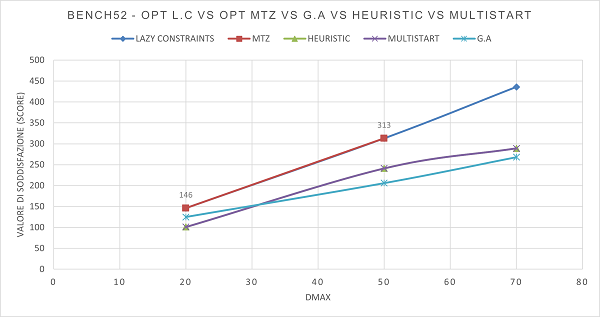 BENCH52 - OPT L.C VS OPT MTZ VS G.A VS HEURISTIC VS MULTISTART
LAZY CONSTRAINTS MTZ HEURISTIC MULTISTART G.A
VALORE DI SODDISFAZIONE (SCORE)
500
450
400
350
300
250
200
150
100
50
0
313
146
0 10 20 30 40 50 60 70 80
DMAX